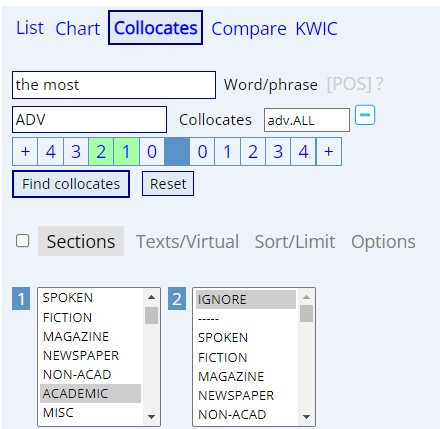 List Chart Collocates Compare KWIC
the most Word/phrase [POS] ?
ADV Collocates adv.ALL
+ 4 3 2 1 0 0 1 2 3 4 +
Find collocates Reset
Sections Texts/Virtual Sort/Limit Options
1 SPOKEN
FICTION
MAGAZINE
NEWSPAPER
NON-ACAD
ACADEMIC
MISC
2 IGNORE
-----
SPOKEN
FICTION
MAGAZINE
NEWSPAPER
NON-ACAD